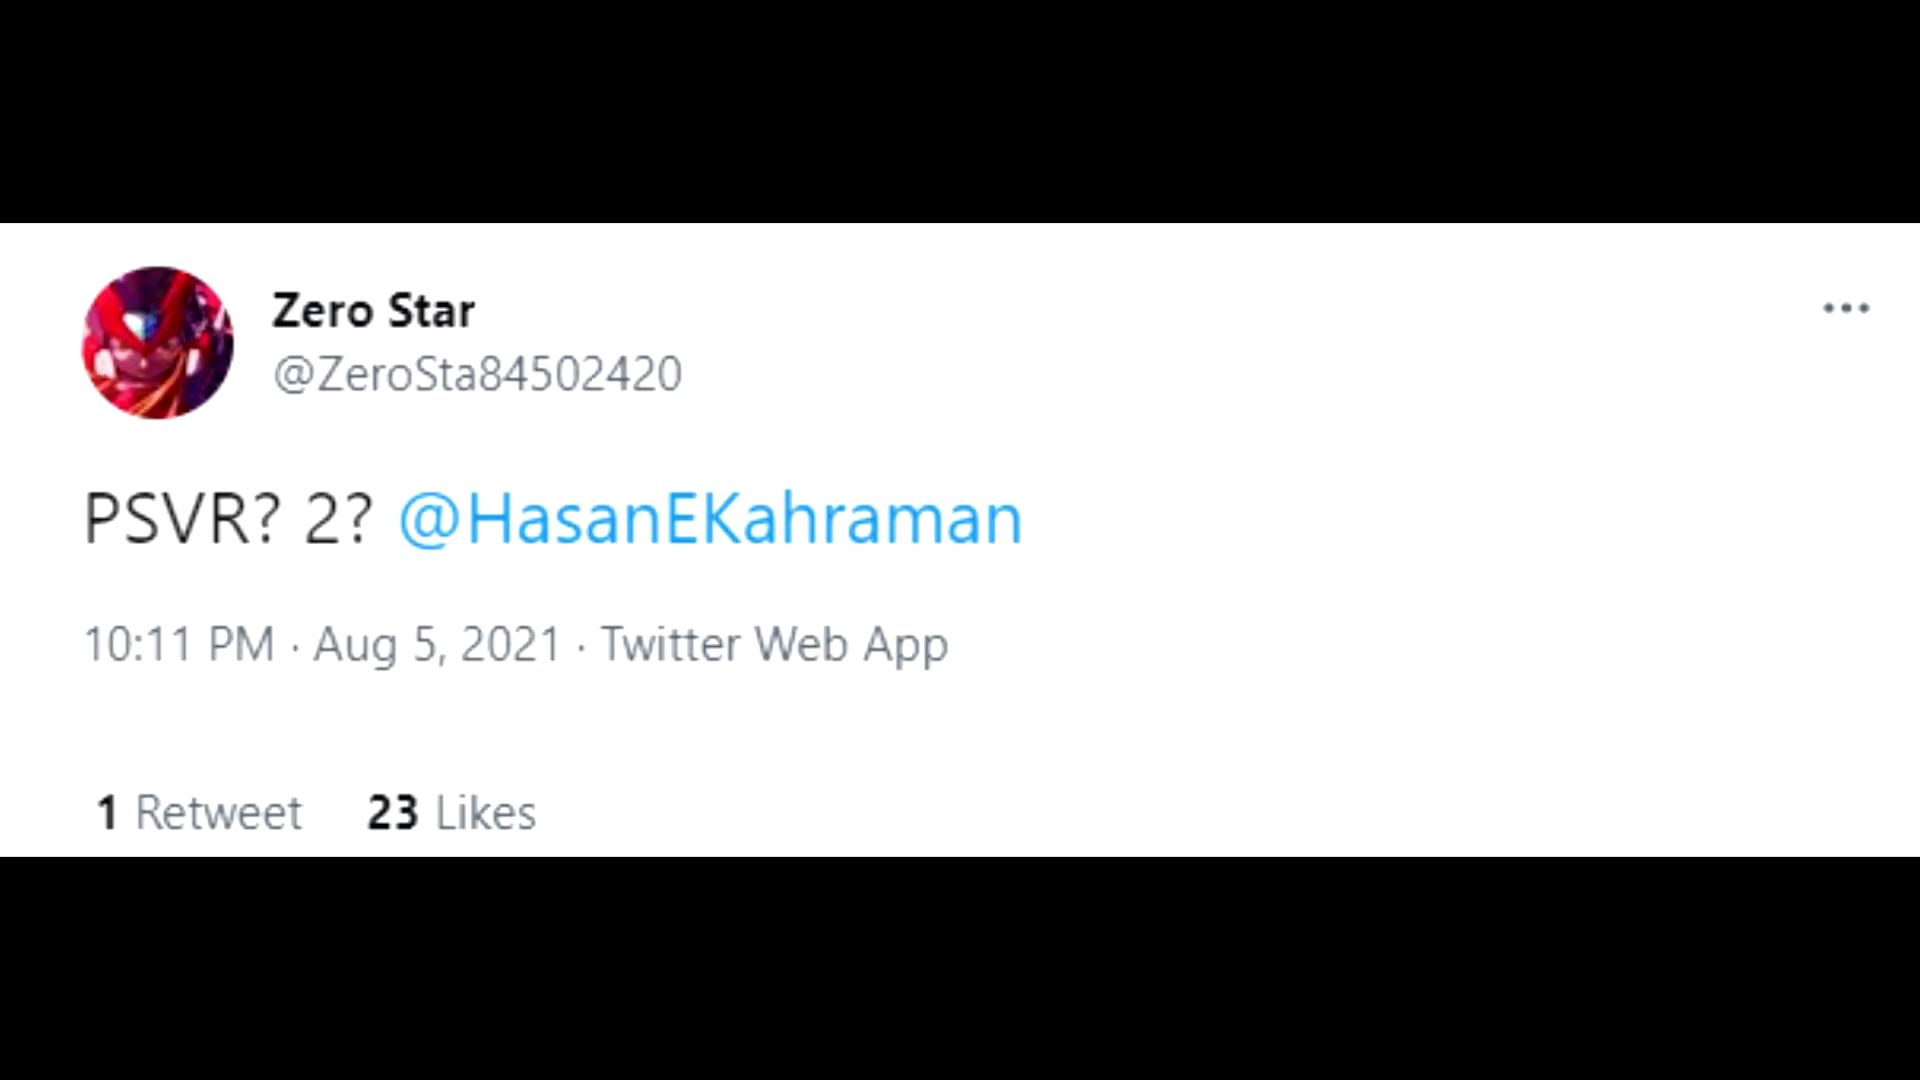 Zero Star
@ZeroSta84502420
PSVR? 2? @HasanEKahraman
10:11 PM · Aug 5, 2021 · Twitter Web App
1 Retweet 23 Likes